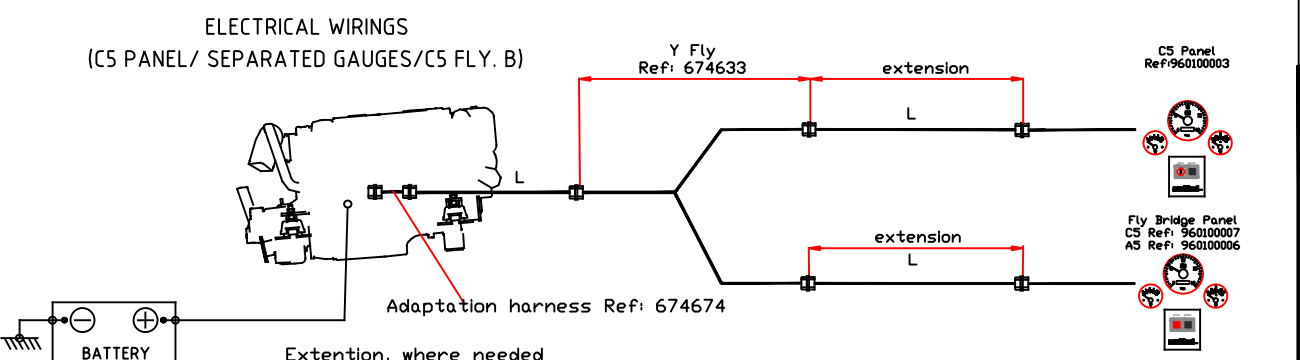 ELECTRICAL WIRINGS
(C5 PANEL/ SEPARATED GAUGES/C5 FLY. B)
Y Fly
Ref: 674633
extension
L
C5 Panel
Ref:960100003
L
Fly Bridge Panel
C5 Ref: 960100007
A5 Ref: 960100006
extension
L
Adaptation harness Ref: 674674
BATTERY
Extention, where needed